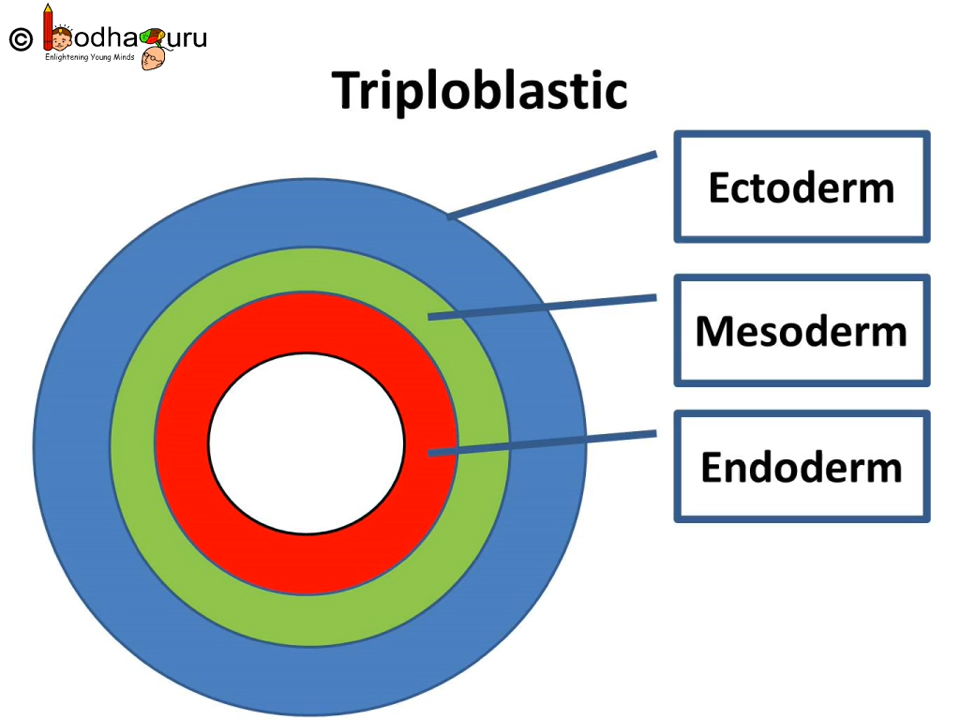 © BodhaGuru
Enlightening Young Minds
Triploblastic
Ectoderm
Mesoderm
Endoderm